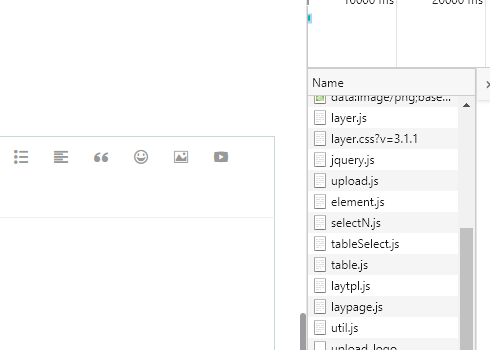 10000 ms
20000 ms
Name
data:image/png;base...
layer.js
layer.css?v=3.1.1
jquery.js
upload.js
element.js
selectN.js
tableSelect.js
table.js
laytpl.js
laypage.js
util.js
upload_logo